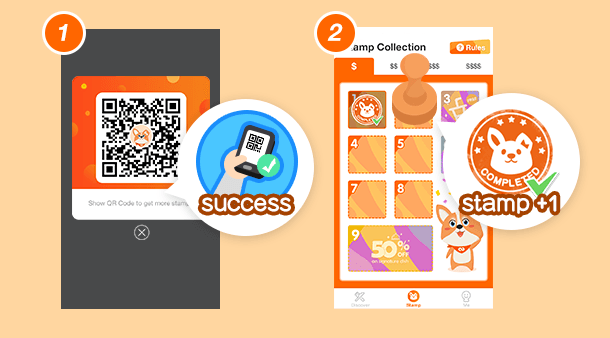 1
Show QR Code to get more stam
success
2
Stamp Collection
Rules
$
$$
$$$
$$$$
1
3
4
5
7
8
9
50%
OFF
COMPLETED
stamp +1
Discover
Stamp